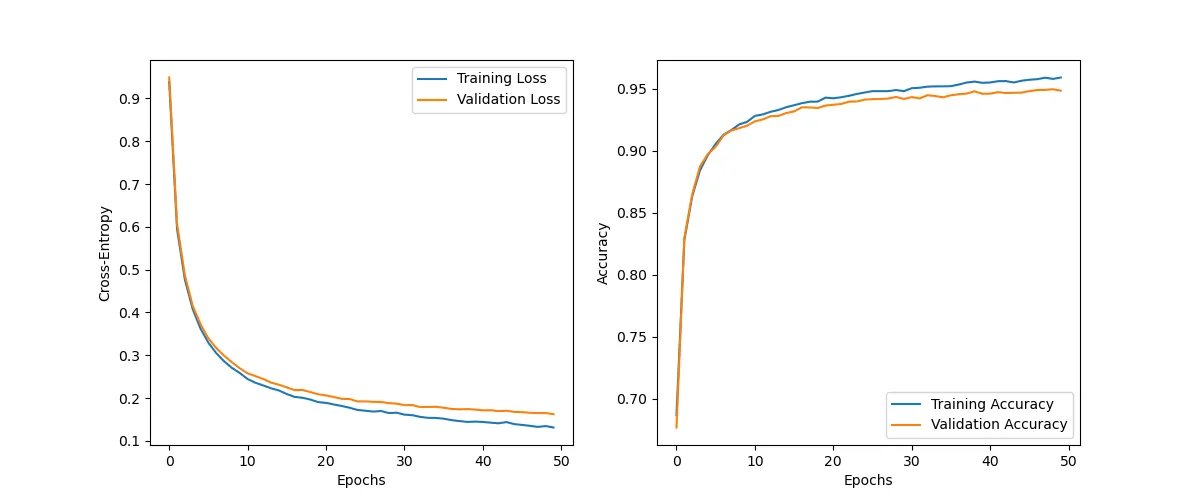 Training Loss
Validation Loss
0.9
0.8
0.7
0.6
0.5
0.4
0.3
0.2
0.1
Cross-Entropy
0 10 20 30 40 50
Epochs
0.95
0.90
0.85
0.80
0.75
0.70
Accuracy
Training Accuracy
Validation Accuracy
0 10 20 30 40 50
Epochs